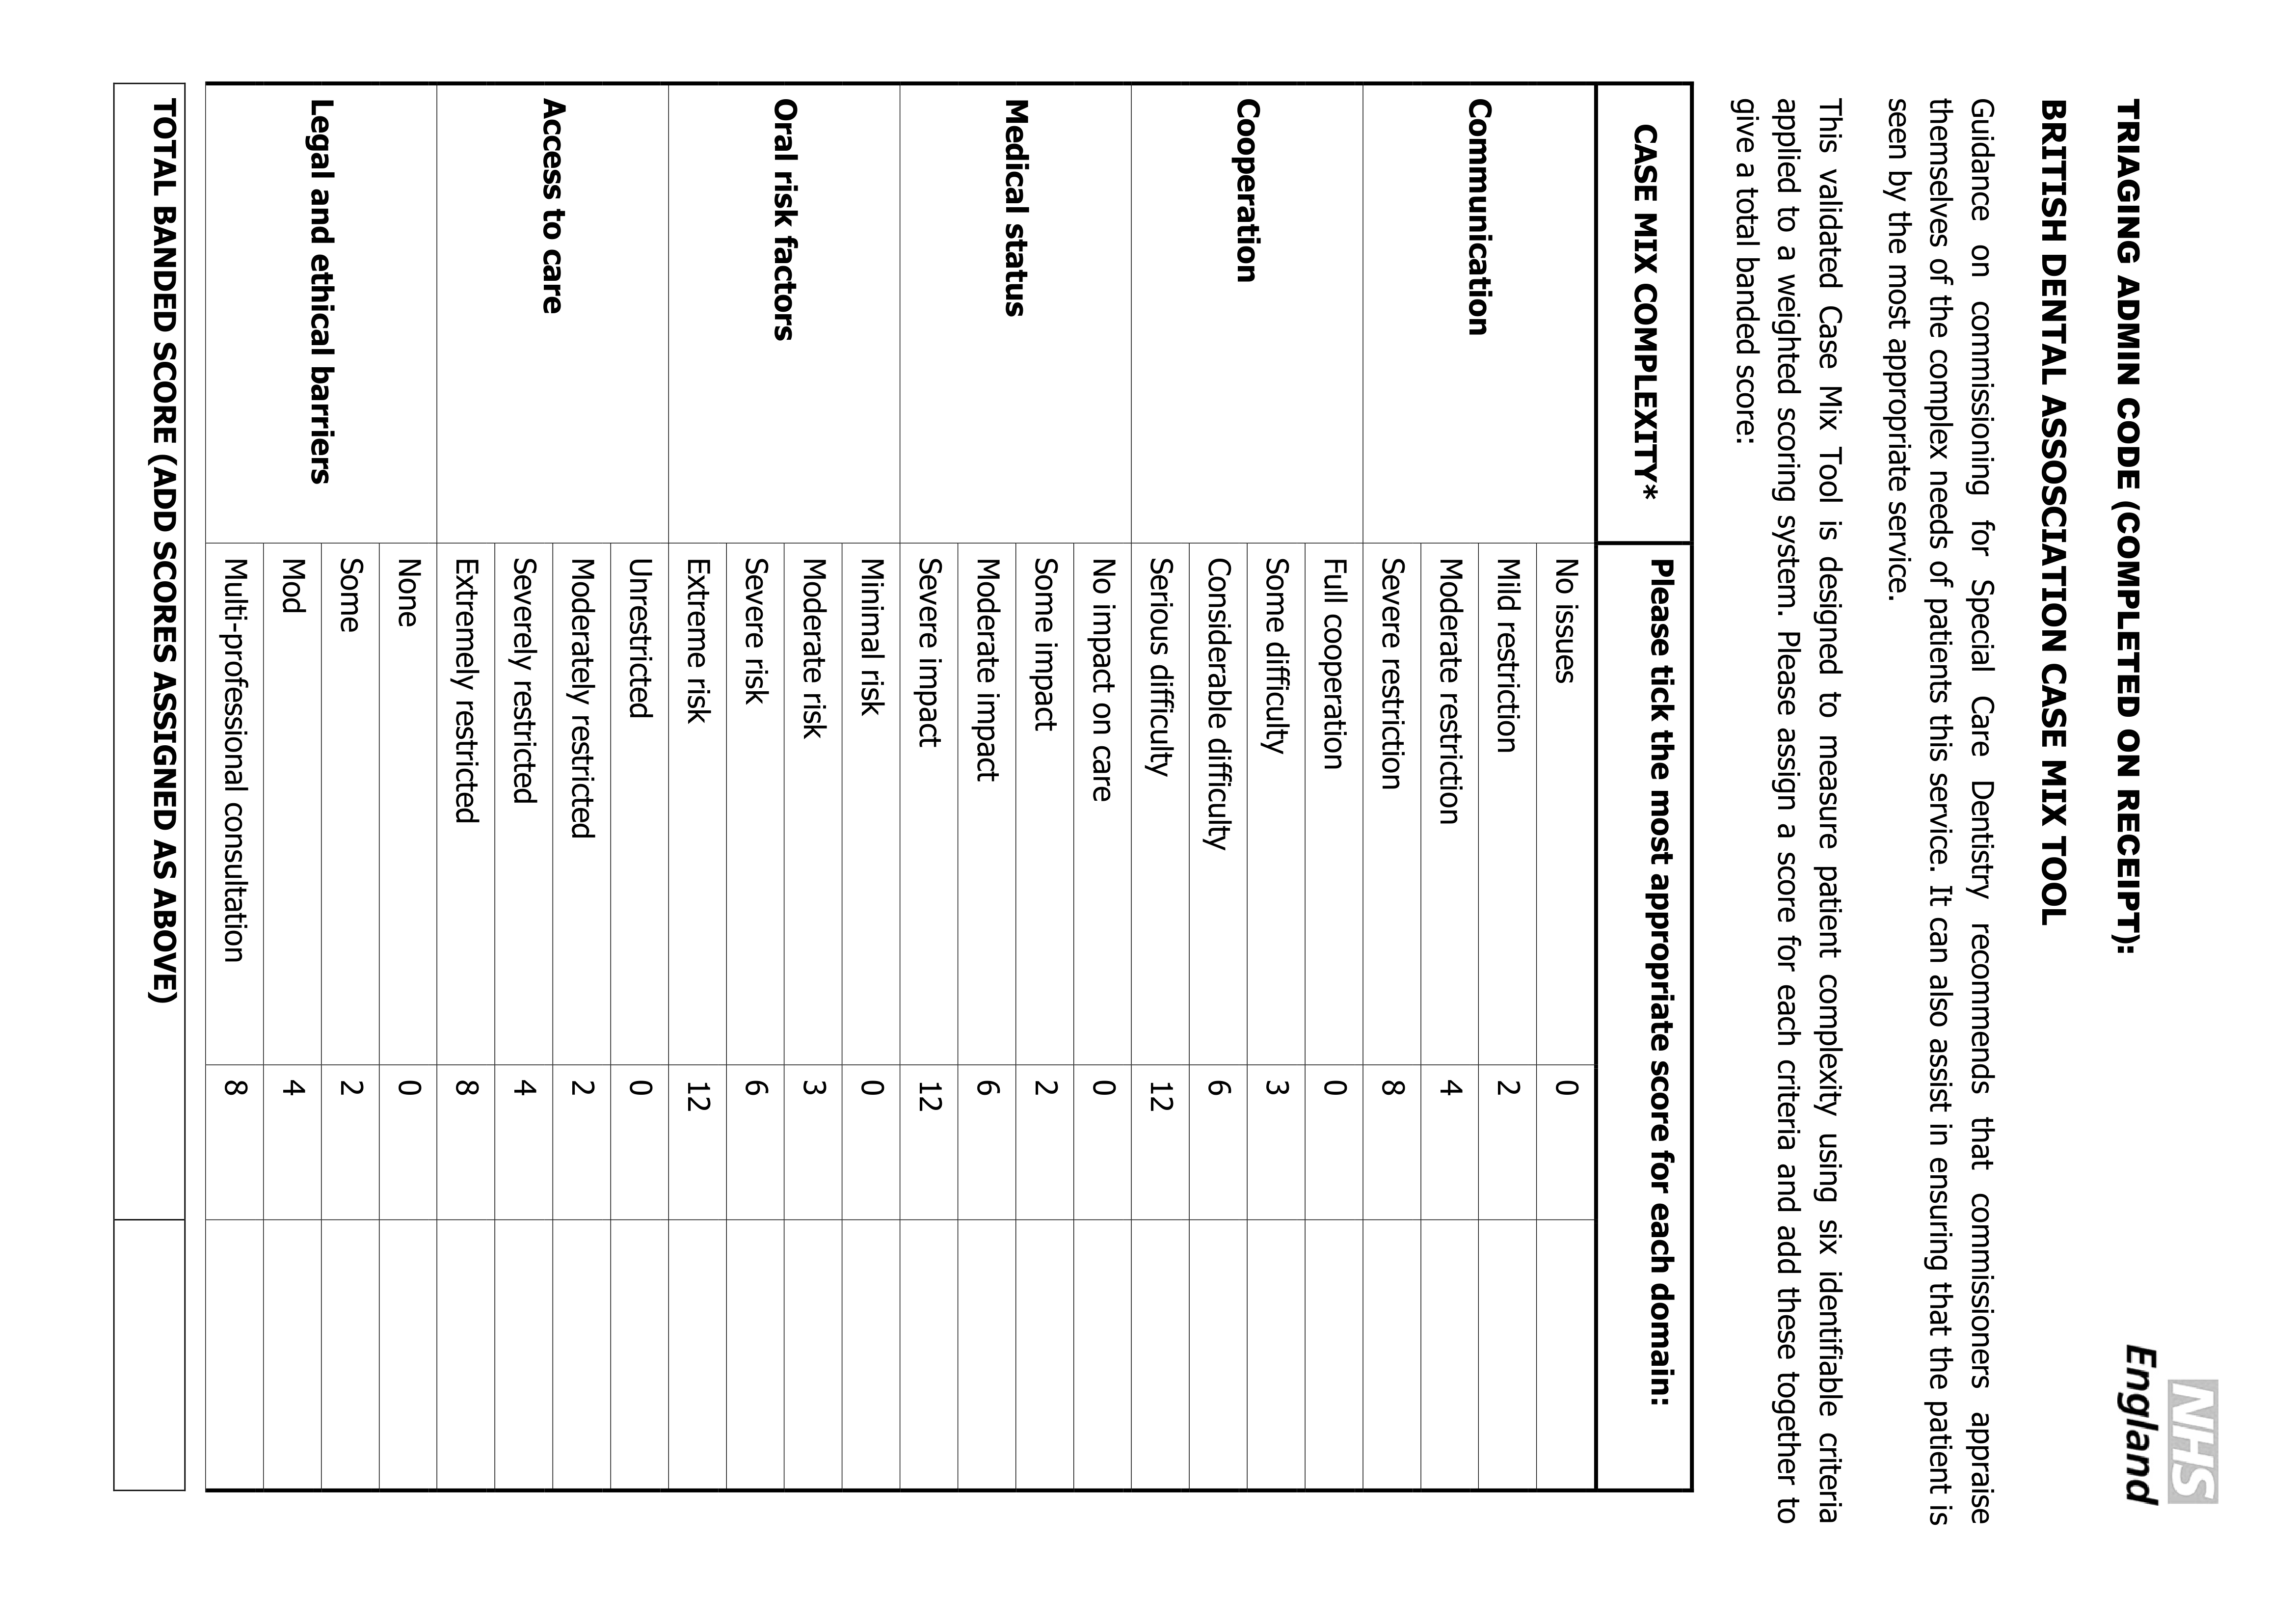 NHS
England
TRIAGING ADMIN CODE (COMPLETED ON RECEIPT):
BRITISH DENTAL ASSOSCIATION CASE MIX TOOL
Guidance on commissioning for Special Care Dentistry recommends that commissioners appraise
themselves of the complex needs of patients this service. It can also assist in ensuring that the patient is
seen by the most appropriate service.
This validated Case Mix Tool is designed to measure patient complexity using six identifiable criteria
applied to a weighted scoring system. Please assign a score for each criteria and add these together to
give a total banded score:
CASE MIX COMPLEXITY* Please tick the most appropriate score for each domain:
Communication
No issues 0
Mild restriction 2
Moderate restriction 4
Severe restriction 8
Cooperation
Full cooperation 0
Some difficulty 3
Considerable difficulty 6
Serious difficulty 12
Medical status
No impact on care 0
Some impact 2
Moderate impact 6
Severe impact 12
Oral risk factors
Minimal risk 0
Moderate risk 3
Severe risk 6
Extreme risk 12
Access to care
Unrestricted 0
Moderately restricted 2
Severely restricted 4
Extremely restricted 8
Legal and ethical barriers
None 0
Some 2
Mod 4
Multi-professional consultation 8
TOTAL BANDED SCORE (ADD SCORES ASSIGNED AS ABOVE)